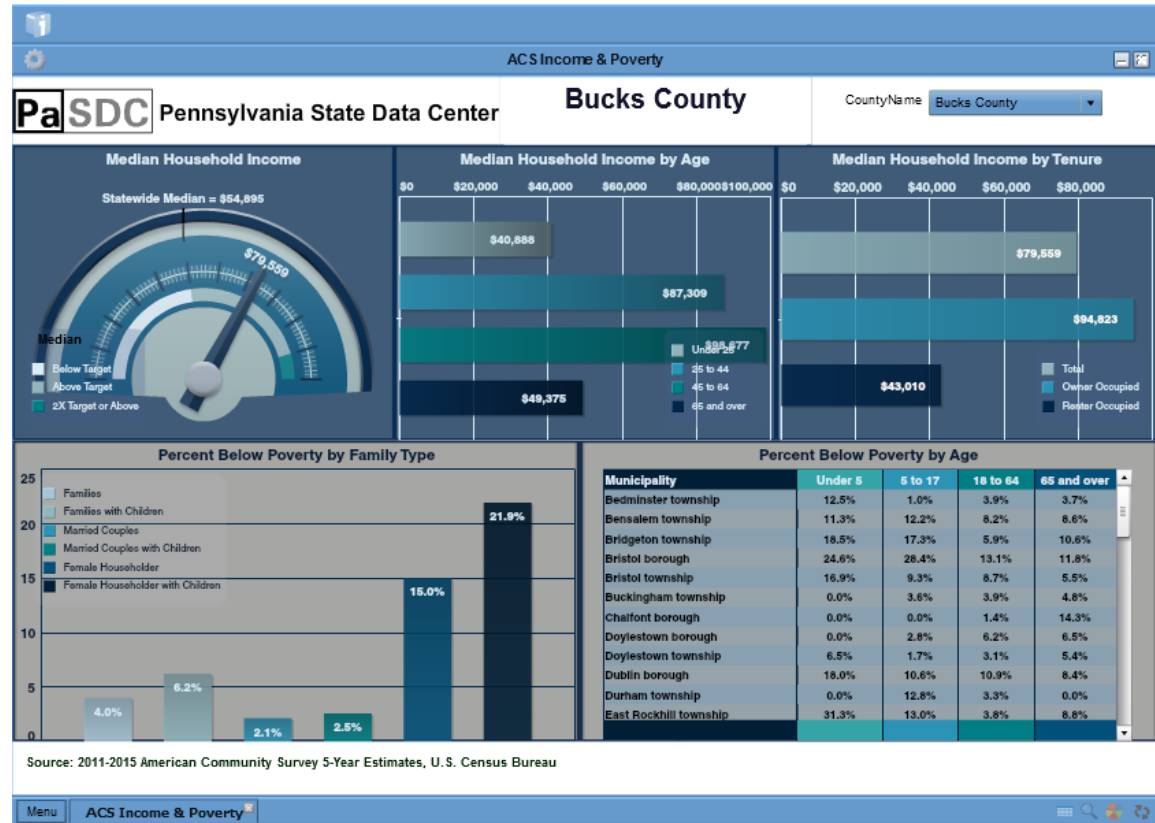 ACS Income & Poverty
PaSDC Pennsylvania State Data Center
Bucks County
CountyName Bucks County
Median Household Income
Statewide Median = $54,895
$79,559
Median
Below Target
Above Target
2X Target or Above
Median Household Income by Age
$0 $20,000 $40,000 $60,000 $80,000 $100,000
$40,888
$87,309
Under 25
25 to 44
45 to 64
65 and over
$49,375
Median Household Income by Tenure
$0 $20,000 $40,000 $60,000 $80,000
$79,559
$94,823
$43,010
Total
Owner Occupied
Renter Occupied
Percent Below Poverty by Family Type
25
20
15
10
5
0
Families
Families with Children
Married Couples
Married Couples with Children
Female Householder
Female Householder with Children
4.0%
6.2%
2.1%
2.5%
15.0%
21.9%
Percent Below Poverty by Age
Municipality Under 5 5 to 17 18 to 64 65 and over
Bedminster township 12.5% 1.0% 3.9% 3.7%
Bensalem township 11.3% 12.2% 8.2% 8.6%
Bridgeton township 18.5% 17.3% 5.9% 10.6%
Bristol borough 24.6% 28.4% 13.1% 11.8%
Bristol township 16.9% 9.3% 8.7% 5.5%
Buckingham township 0.0% 3.6% 3.9% 4.8%
Chalfont borough 0.0% 0.0% 1.4% 14.3%
Doylestown borough 0.0% 2.8% 6.2% 6.5%
Doylestown township 6.5% 1.7% 3.1% 5.4%
Dublin borough 18.0% 10.6% 10.9% 8.4%
Durham township 0.0% 12.8% 3.3% 0.0%
East Rockhill township 31.3% 13.0% 3.8% 8.8%
Source: 2011-2015 American Community Survey 5-Year Estimates, U.S. Census Bureau
Menu ACS Income & Poverty